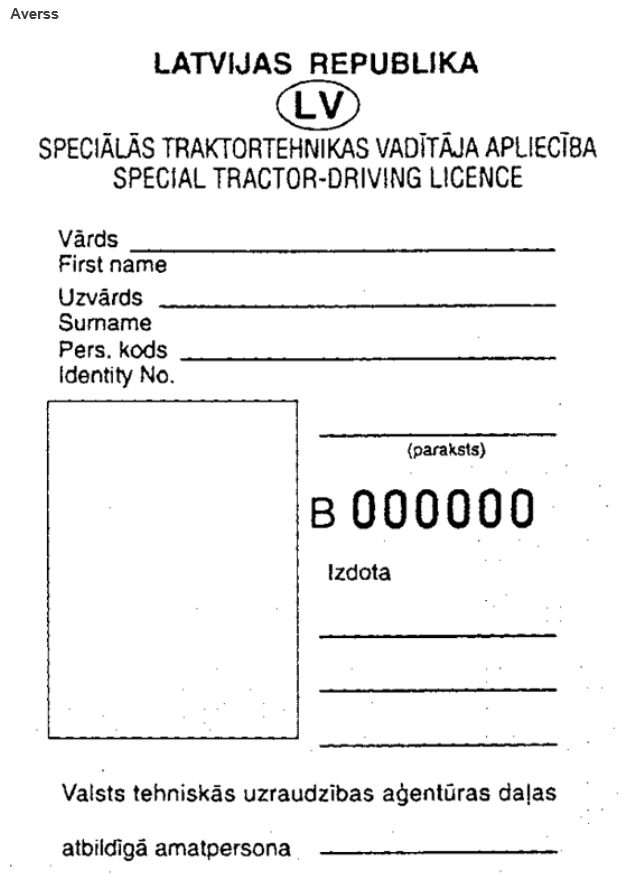 Averss
LATVIJAS REPUBLIKA
LV
SPECIĀLĀS TRAKTORTEHNIKAS VADĪTĀJA APLIECĪBA
SPECIAL TRACTOR-DRIVING LICENCE
Vārds
First name
Uzvārds
Surname
Pers. kods
Identity No.
(paraksts)
B 000000
Izdota
Valsts tehniskās uzraudzības aģentūras daļas
atbildīgā amatpersona